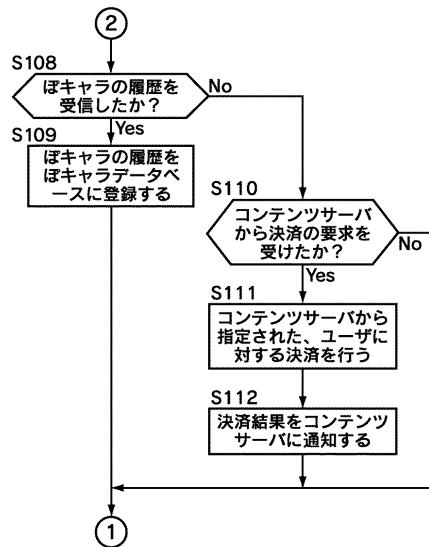 2
S108
ぽキャラの履歴を
受信したか？
No
Yes
S109
ぽキャラの履歴を
ぽキャラデータベ
ースに登録する
S110
コンテンツサーバ
から決済の要求を
受けたか？
No
Yes
S111
コンテンツサーバから
指定された、ユーザに
対する決済を行う
S112
決済結果をコンテンツ
サーバに通知する
1